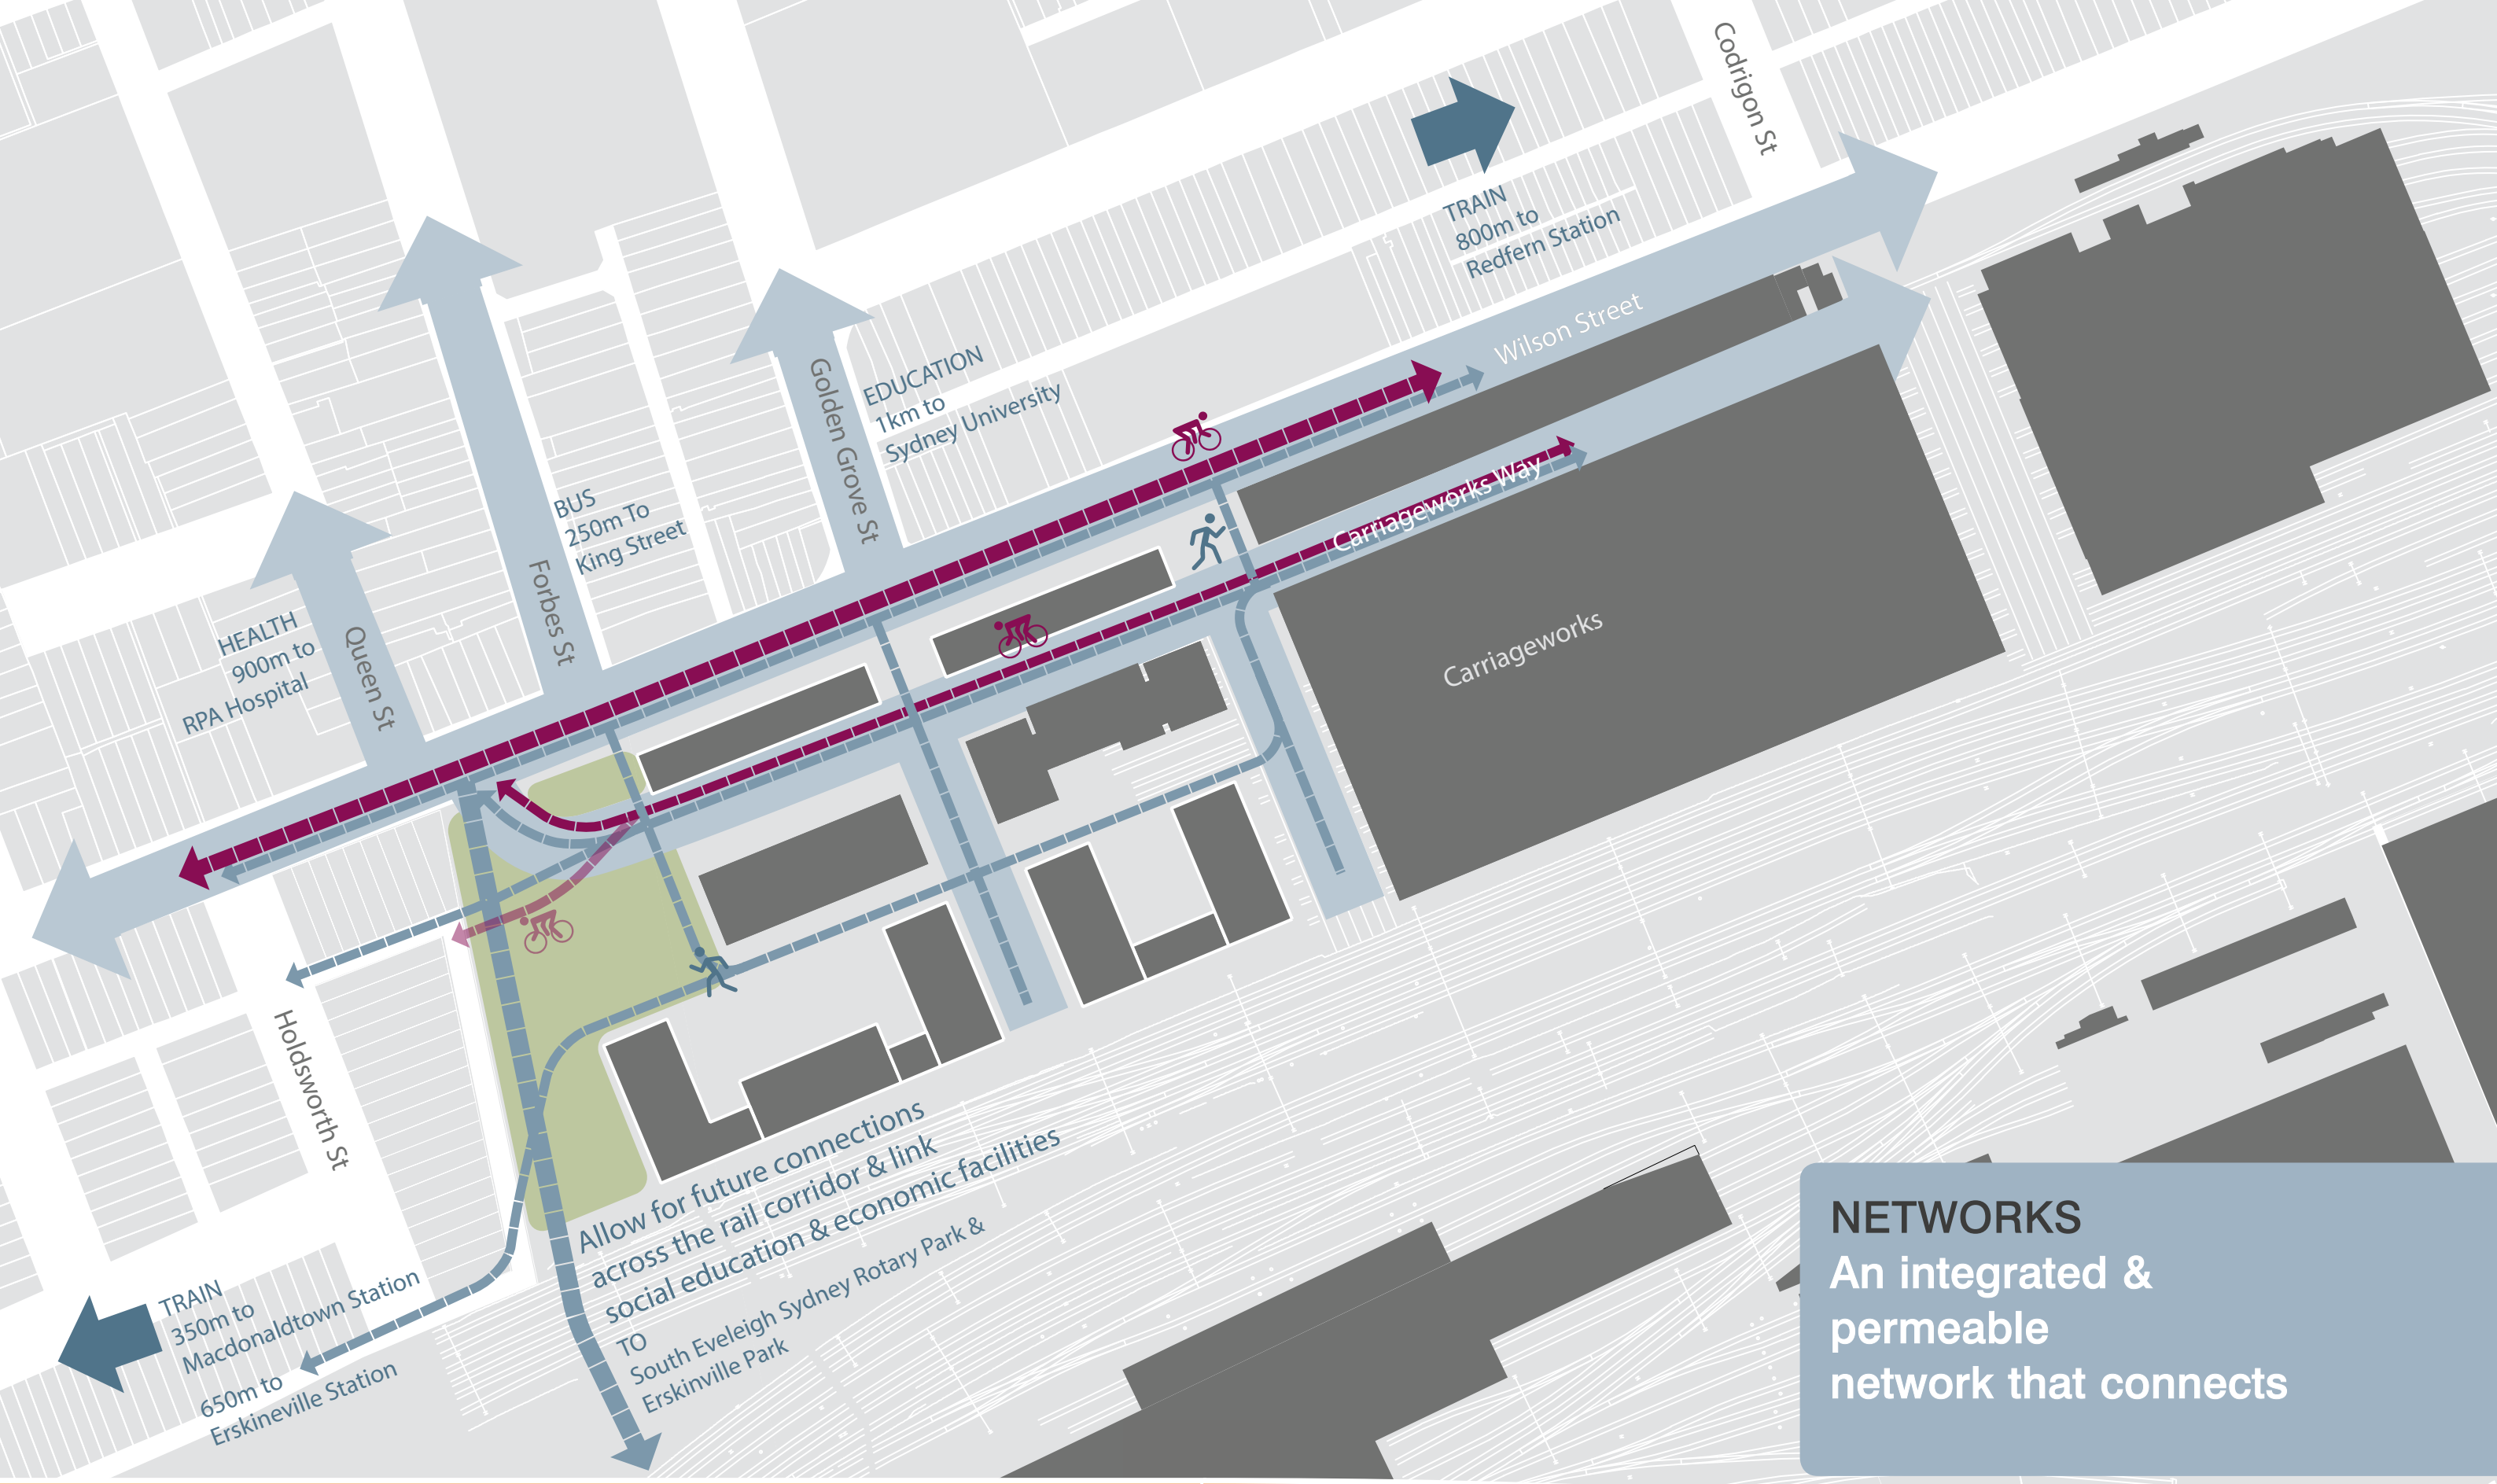 Codrigon St
TRAIN
800m to
Redfern Station
Wilson Street
Golden Grove St
EDUCATION
1km to
Sydney University
Carriageworks Way
BUS
250m To
King Street
Forbes St
HEALTH
900m to
RPA Hospital
Queen St
Carriageworks
Holdsworth St
Allow for future connections
across the rail corridor & link
social education & economic facilities
TO
South Eveleigh Sydney Rotary Park &
Erskinville Park
TRAIN
350m to
Macdonaldtown Station
650m to
Erskineville Station
NETWORKS
An integrated &
permeable
network that connects